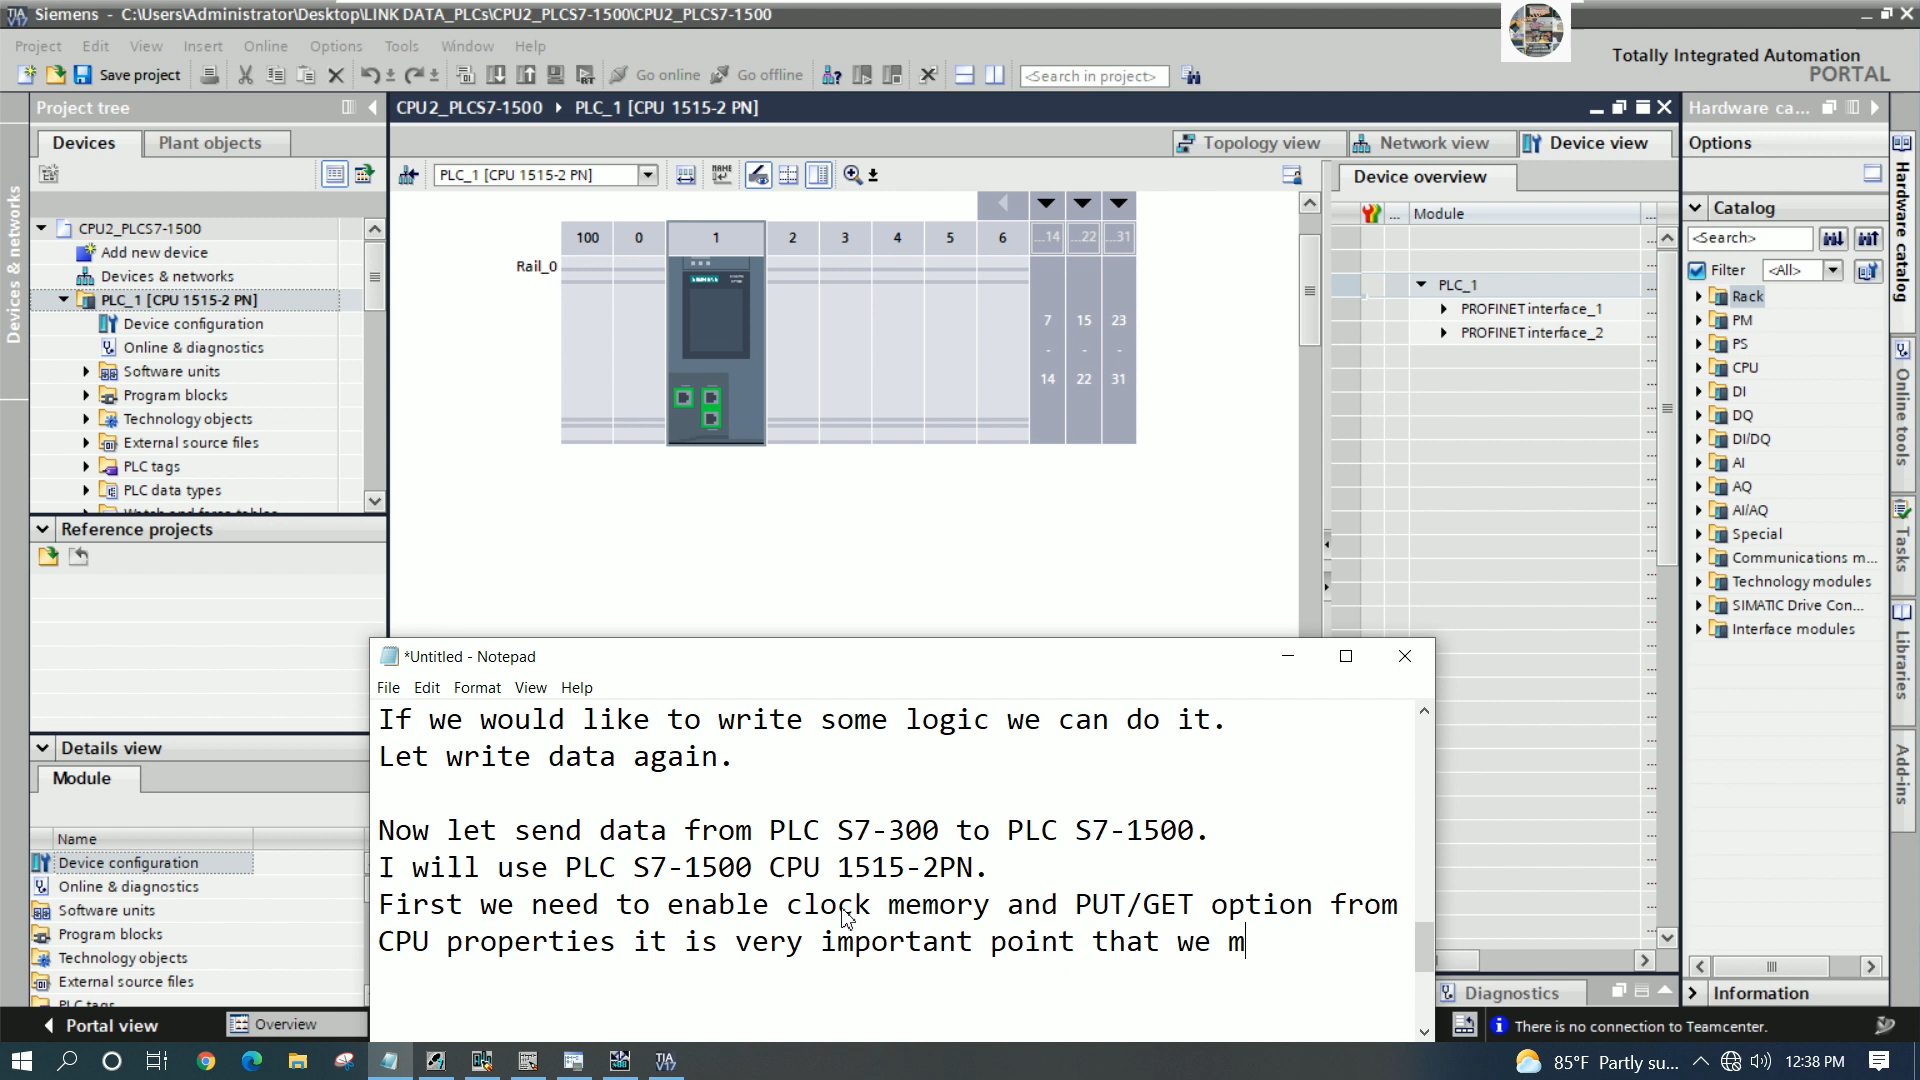 Siemens - C:\Users\Administrator\Desktop\LINK DATA_PLCs\CPU2_PLCS7-1500\CPU2_PLCS7-1500
Project Edit View Insert Online Options Tools Window Help
Totally Integrated Automation
PORTAL
Save project
Go online
Go offline
<Search in project>
Project tree
CPU2_PLCS7-1500 ▸ PLC_1 [CPU 1515-2 PN]
Hardware ca...
Devices
Plant objects
Topology view
Network view
Device view
Options
PLC_1 [CPU 1515-2 PN]
Device overview
Devices & networks
CPU2_PLCS7-1500
Add new device
Devices & networks
PLC_1 [CPU 1515-2 PN]
Device configuration
Online & diagnostics
Software units
Program blocks
Technology objects
External source files
PLC tags
PLC data types
Rail_0
100 0 1 2 3 4 5 6 ...14 ...22 ...31
SIEMENS
7 15 23
- - -
14 22 31
... Module ...
PLC_1
PROFINET interface_1
PROFINET interface_2
Catalog
<Search>
Filter <All>
Rack
PM
PS
CPU
DI
DQ
DI/DQ
AI
AQ
AI/AQ
Special
Communications m...
Technology modules
SIMATIC Drive Con...
Interface modules
Hardware catalog
Online tools
Tasks
Libraries
Add-ins
Reference projects
Details view
Module
Name
Device configuration
Online & diagnostics
Software units
Program blocks
Technology objects
External source files
PLC tags
*Untitled - Notepad
File Edit Format View Help
If we would like to write some logic we can do it.
Let write data again.
Now let send data from PLC S7-300 to PLC S7-1500.
I will use PLC S7-1500 CPU 1515-2PN.
First we need to enable clock memory and PUT/GET option from
CPU properties it is very important point that we m
Diagnostics
Information
Portal view
Overview
There is no connection to Teamcenter.
TIA V17
85°F Partly su...
12:38 PM